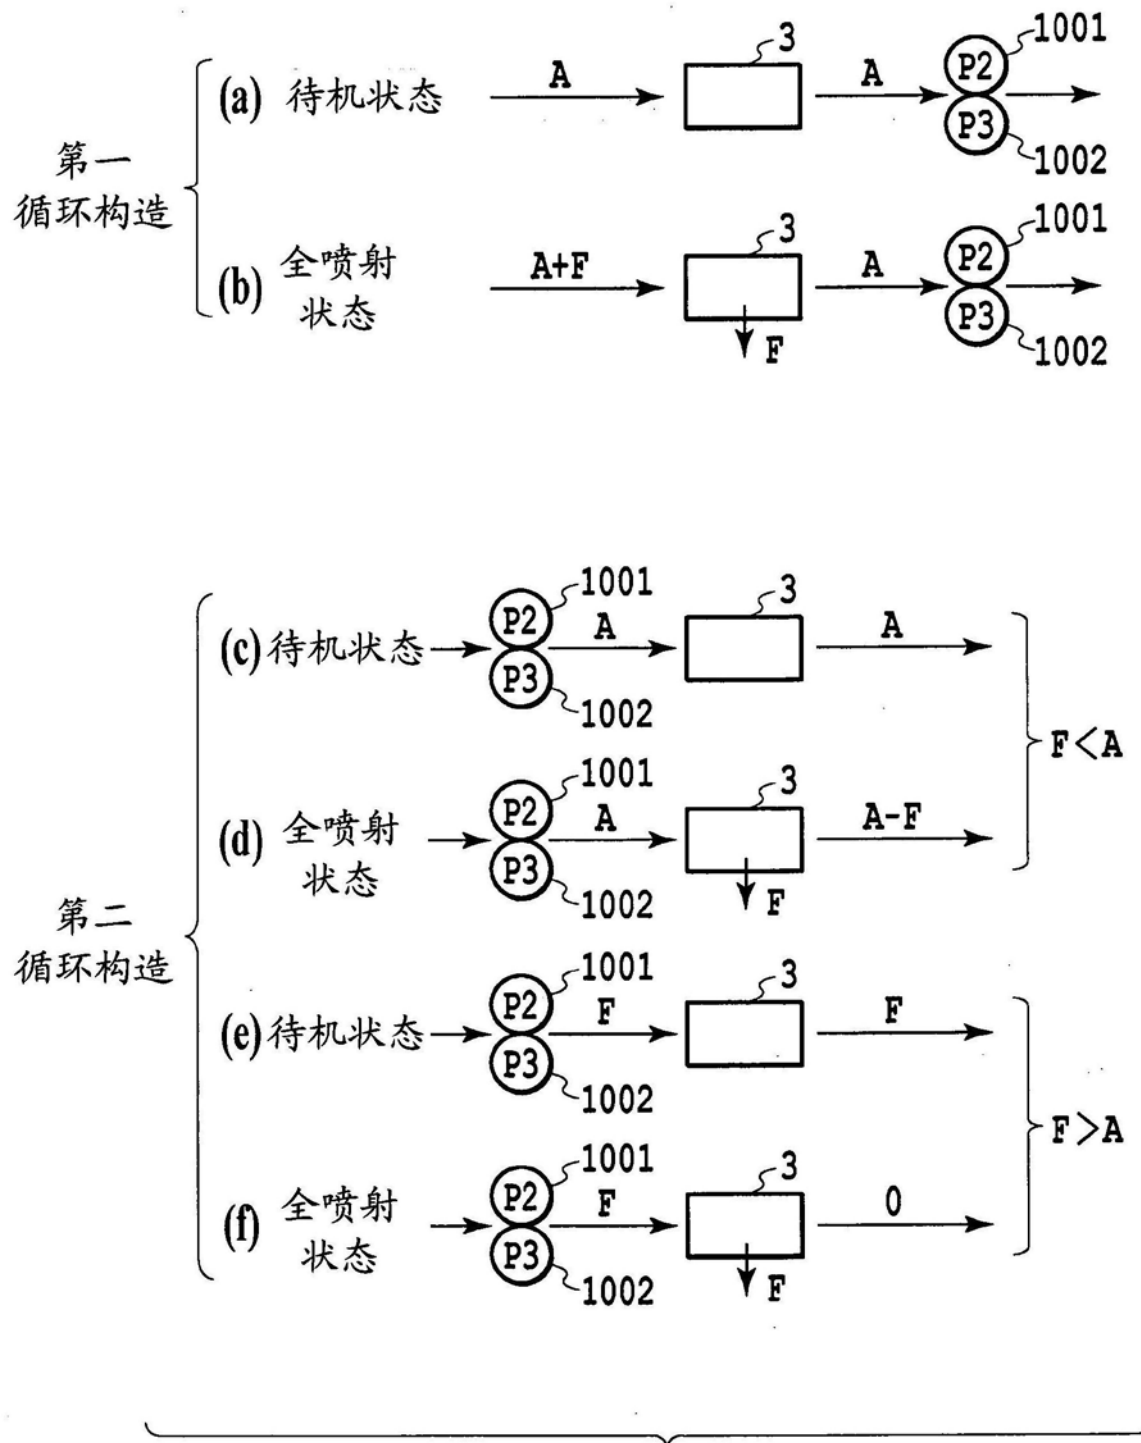 第一
循环构造
(a) 待机状态
A
3
A
P2
P3
1001
1002
(b) 全喷射
状态
A+F
3
F
A
P2
P3
1001
1002
第二
循环构造
(c) 待机状态
P2
P3
1001
1002
A
3
A
(d) 全喷射
状态
P2
P3
1001
1002
A
3
F
A-F
F<A
(e) 待机状态
P2
P3
1001
1002
F
3
F
(f) 全喷射
状态
P2
P3
1001
1002
F
3
F
0
F>A